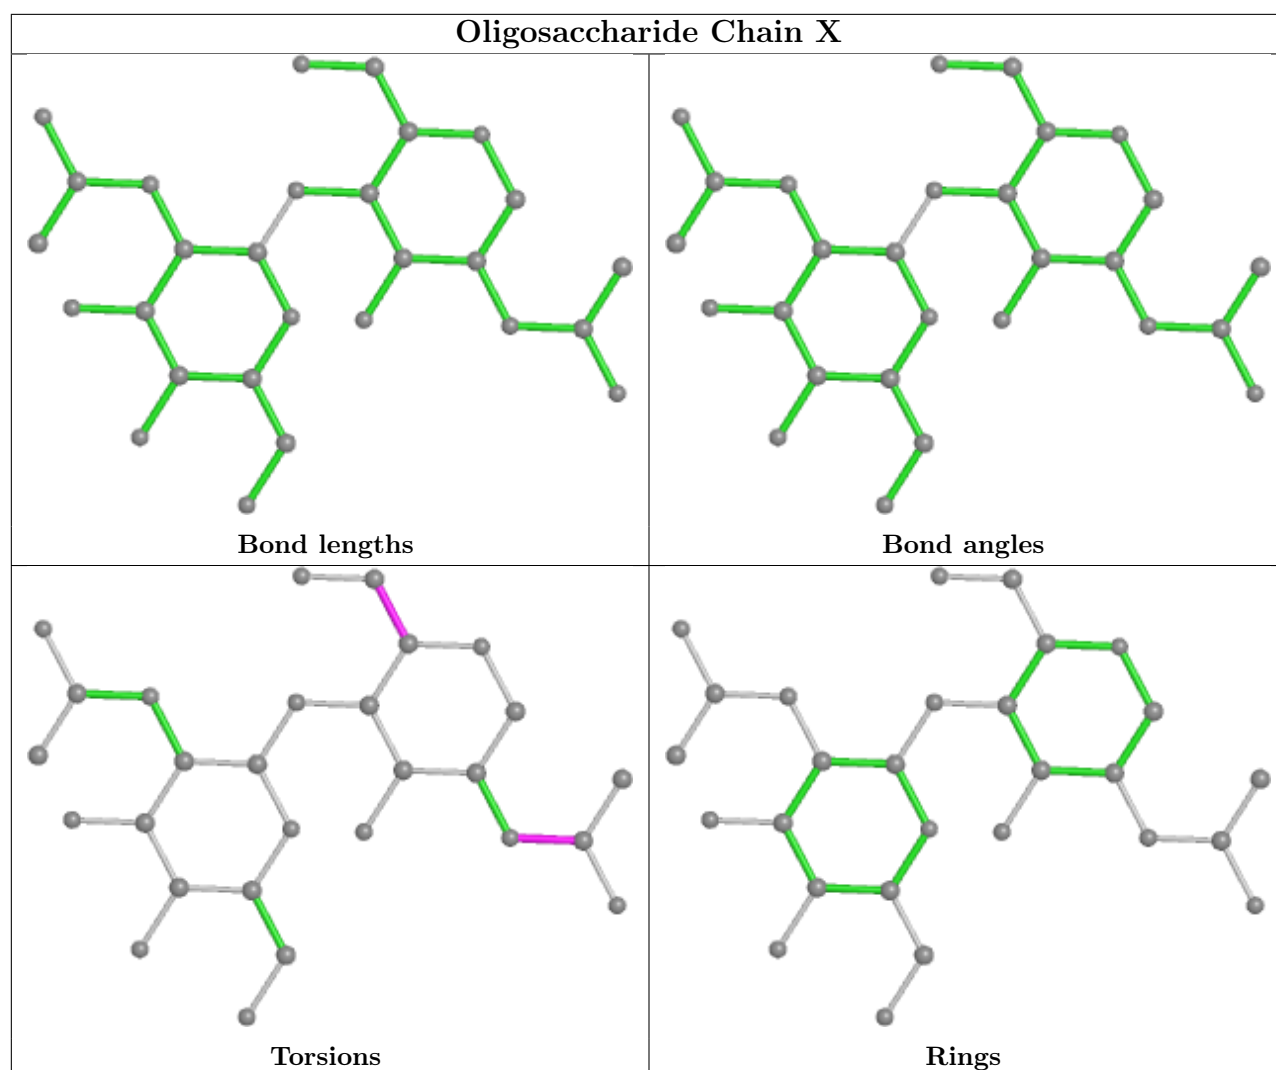 Oligosaccharide Chain X
Bond lengths
Bond angles
Torsions
Rings